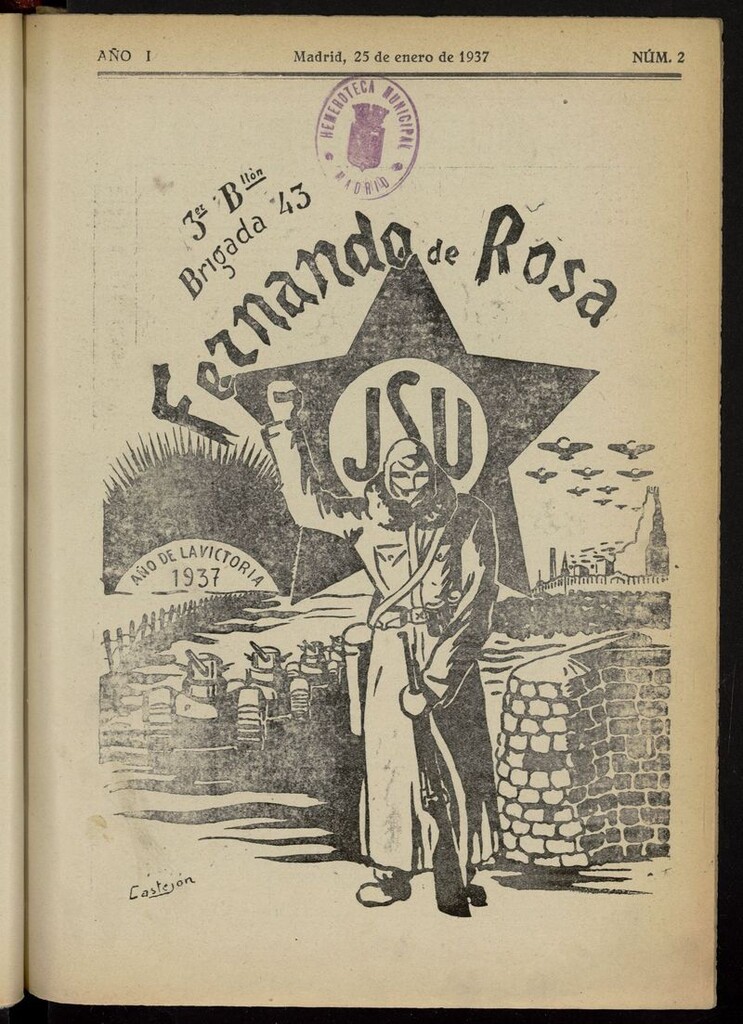 AÑO I Madrid, 25 de enero de 1937 NÚM. 2
HEMEROTECA MUNICIPAL
MADRID
3er Bllón
Brigada 43
Fernando de Rosa
JSU
AÑO DE LA VICTORIA
1937
Castejón